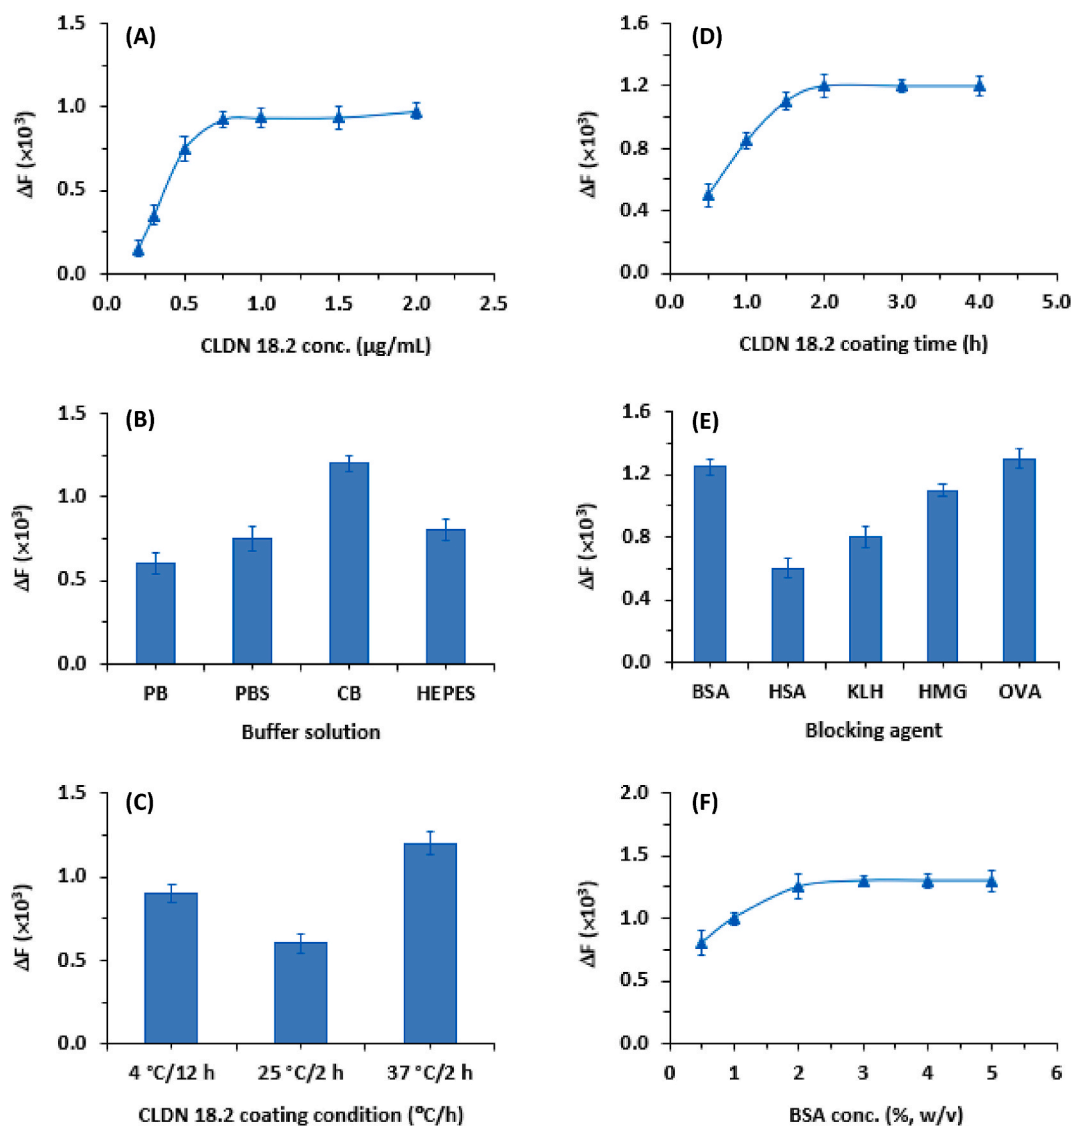 (A)
1.5
1.0
0.5
0.0
ΔF (×10³)
0.0 0.5 1.0 1.5 2.0 2.5
CLDN 18.2 conc. (µg/mL)
(D)
1.6
1.2
0.8
0.4
0.0
ΔF (×10³)
0.0 1.0 2.0 3.0 4.0 5.0
CLDN 18.2 coating time (h)
(B)
1.5
1.0
0.5
0.0
ΔF (×10³)
PB PBS CB HEPES
Buffer solution
(E)
1.6
1.2
0.8
0.4
0.0
ΔF (×10³)
BSA HSA KLH HMG OVA
Blocking agent
(C)
1.5
1.0
0.5
0.0
ΔF (×10³)
4 °C/12 h 25 °C/2 h 37 °C/2 h
CLDN 18.2 coating condition (°C/h)
(F)
2.0
1.5
1.0
0.5
0.0
ΔF (×10³)
0 1 2 3 4 5 6
BSA conc. (%, w/v)